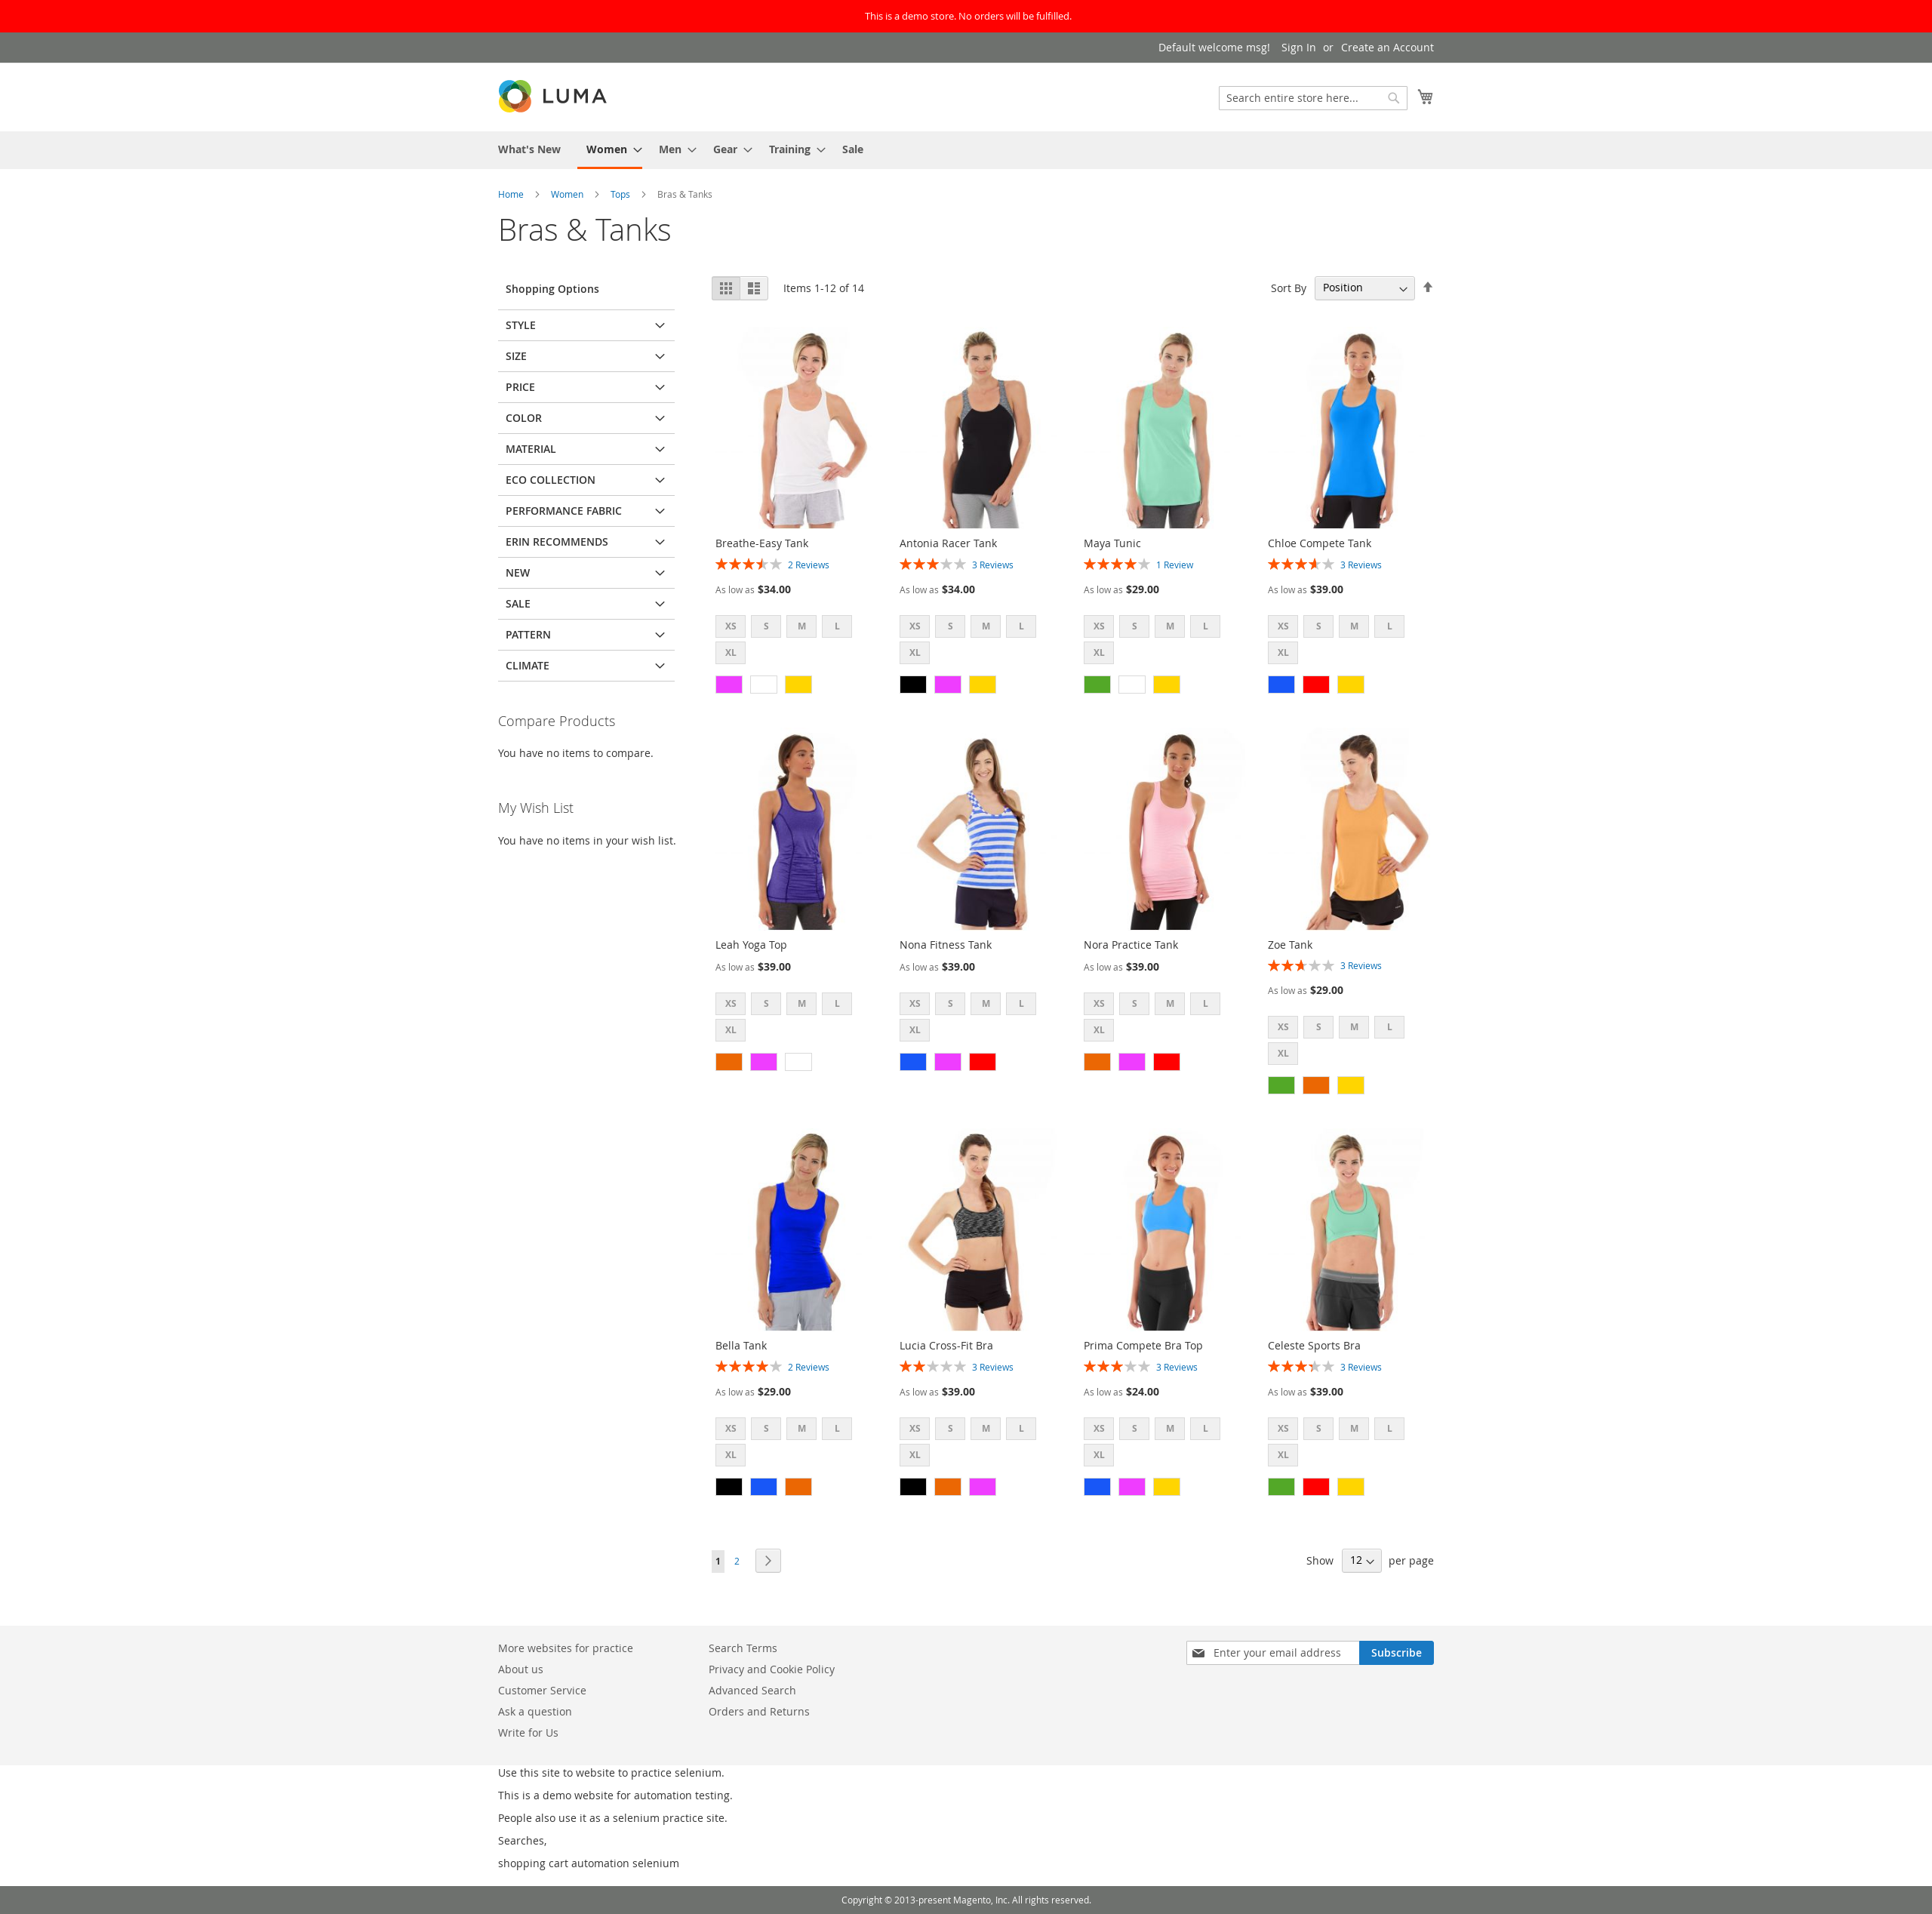 This is a demo store. No orders will be fulfilled.
Default welcome msg! Sign In or Create an Account
LUMA
Search entire store here...
What's New Women Men Gear Training Sale
Home Women Tops Bras & Tanks
Bras & Tanks
Shopping Options
STYLE
SIZE
PRICE
COLOR
MATERIAL
ECO COLLECTION
PERFORMANCE FABRIC
ERIN RECOMMENDS
NEW
SALE
PATTERN
CLIMATE
Compare Products
You have no items to compare.
My Wish List
You have no items in your wish list.
Items 1-12 of 14
Sort By Position
Breathe-Easy Tank
2 Reviews
As low as $34.00
XS S M L
XL
Antonia Racer Tank
3 Reviews
As low as $34.00
XS S M L
XL
Maya Tunic
1 Review
As low as $29.00
XS S M L
XL
Chloe Compete Tank
3 Reviews
As low as $39.00
XS S M L
XL
Leah Yoga Top
As low as $39.00
XS S M L
XL
Nona Fitness Tank
As low as $39.00
XS S M L
XL
Nora Practice Tank
As low as $39.00
XS S M L
XL
Zoe Tank
3 Reviews
As low as $29.00
XS S M L
XL
Bella Tank
2 Reviews
As low as $29.00
XS S M L
XL
Lucia Cross-Fit Bra
3 Reviews
As low as $39.00
XS S M L
XL
Prima Compete Bra Top
3 Reviews
As low as $24.00
XS S M L
XL
Celeste Sports Bra
3 Reviews
As low as $39.00
XS S M L
XL
1 2
Show 12 per page
More websites for practice
About us
Customer Service
Ask a question
Write for Us
Search Terms
Privacy and Cookie Policy
Advanced Search
Orders and Returns
Enter your email address Subscribe
Use this site to website to practice selenium.
This is a demo website for automation testing.
People also use it as a selenium practice site.
Searches,
shopping cart automation selenium
Copyright © 2013-present Magento, Inc. All rights reserved.